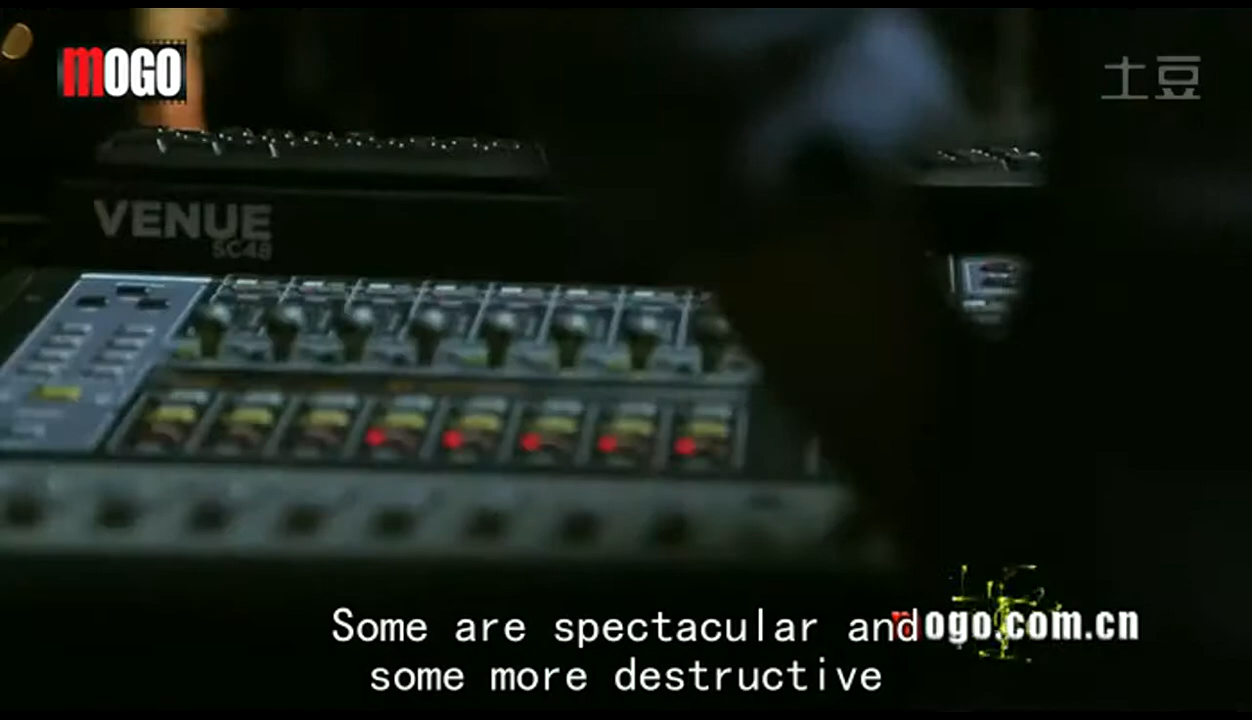 mOGO
土豆
VENUE
SC48
Some are spectacular and
some more destructive
mogo.com.cn